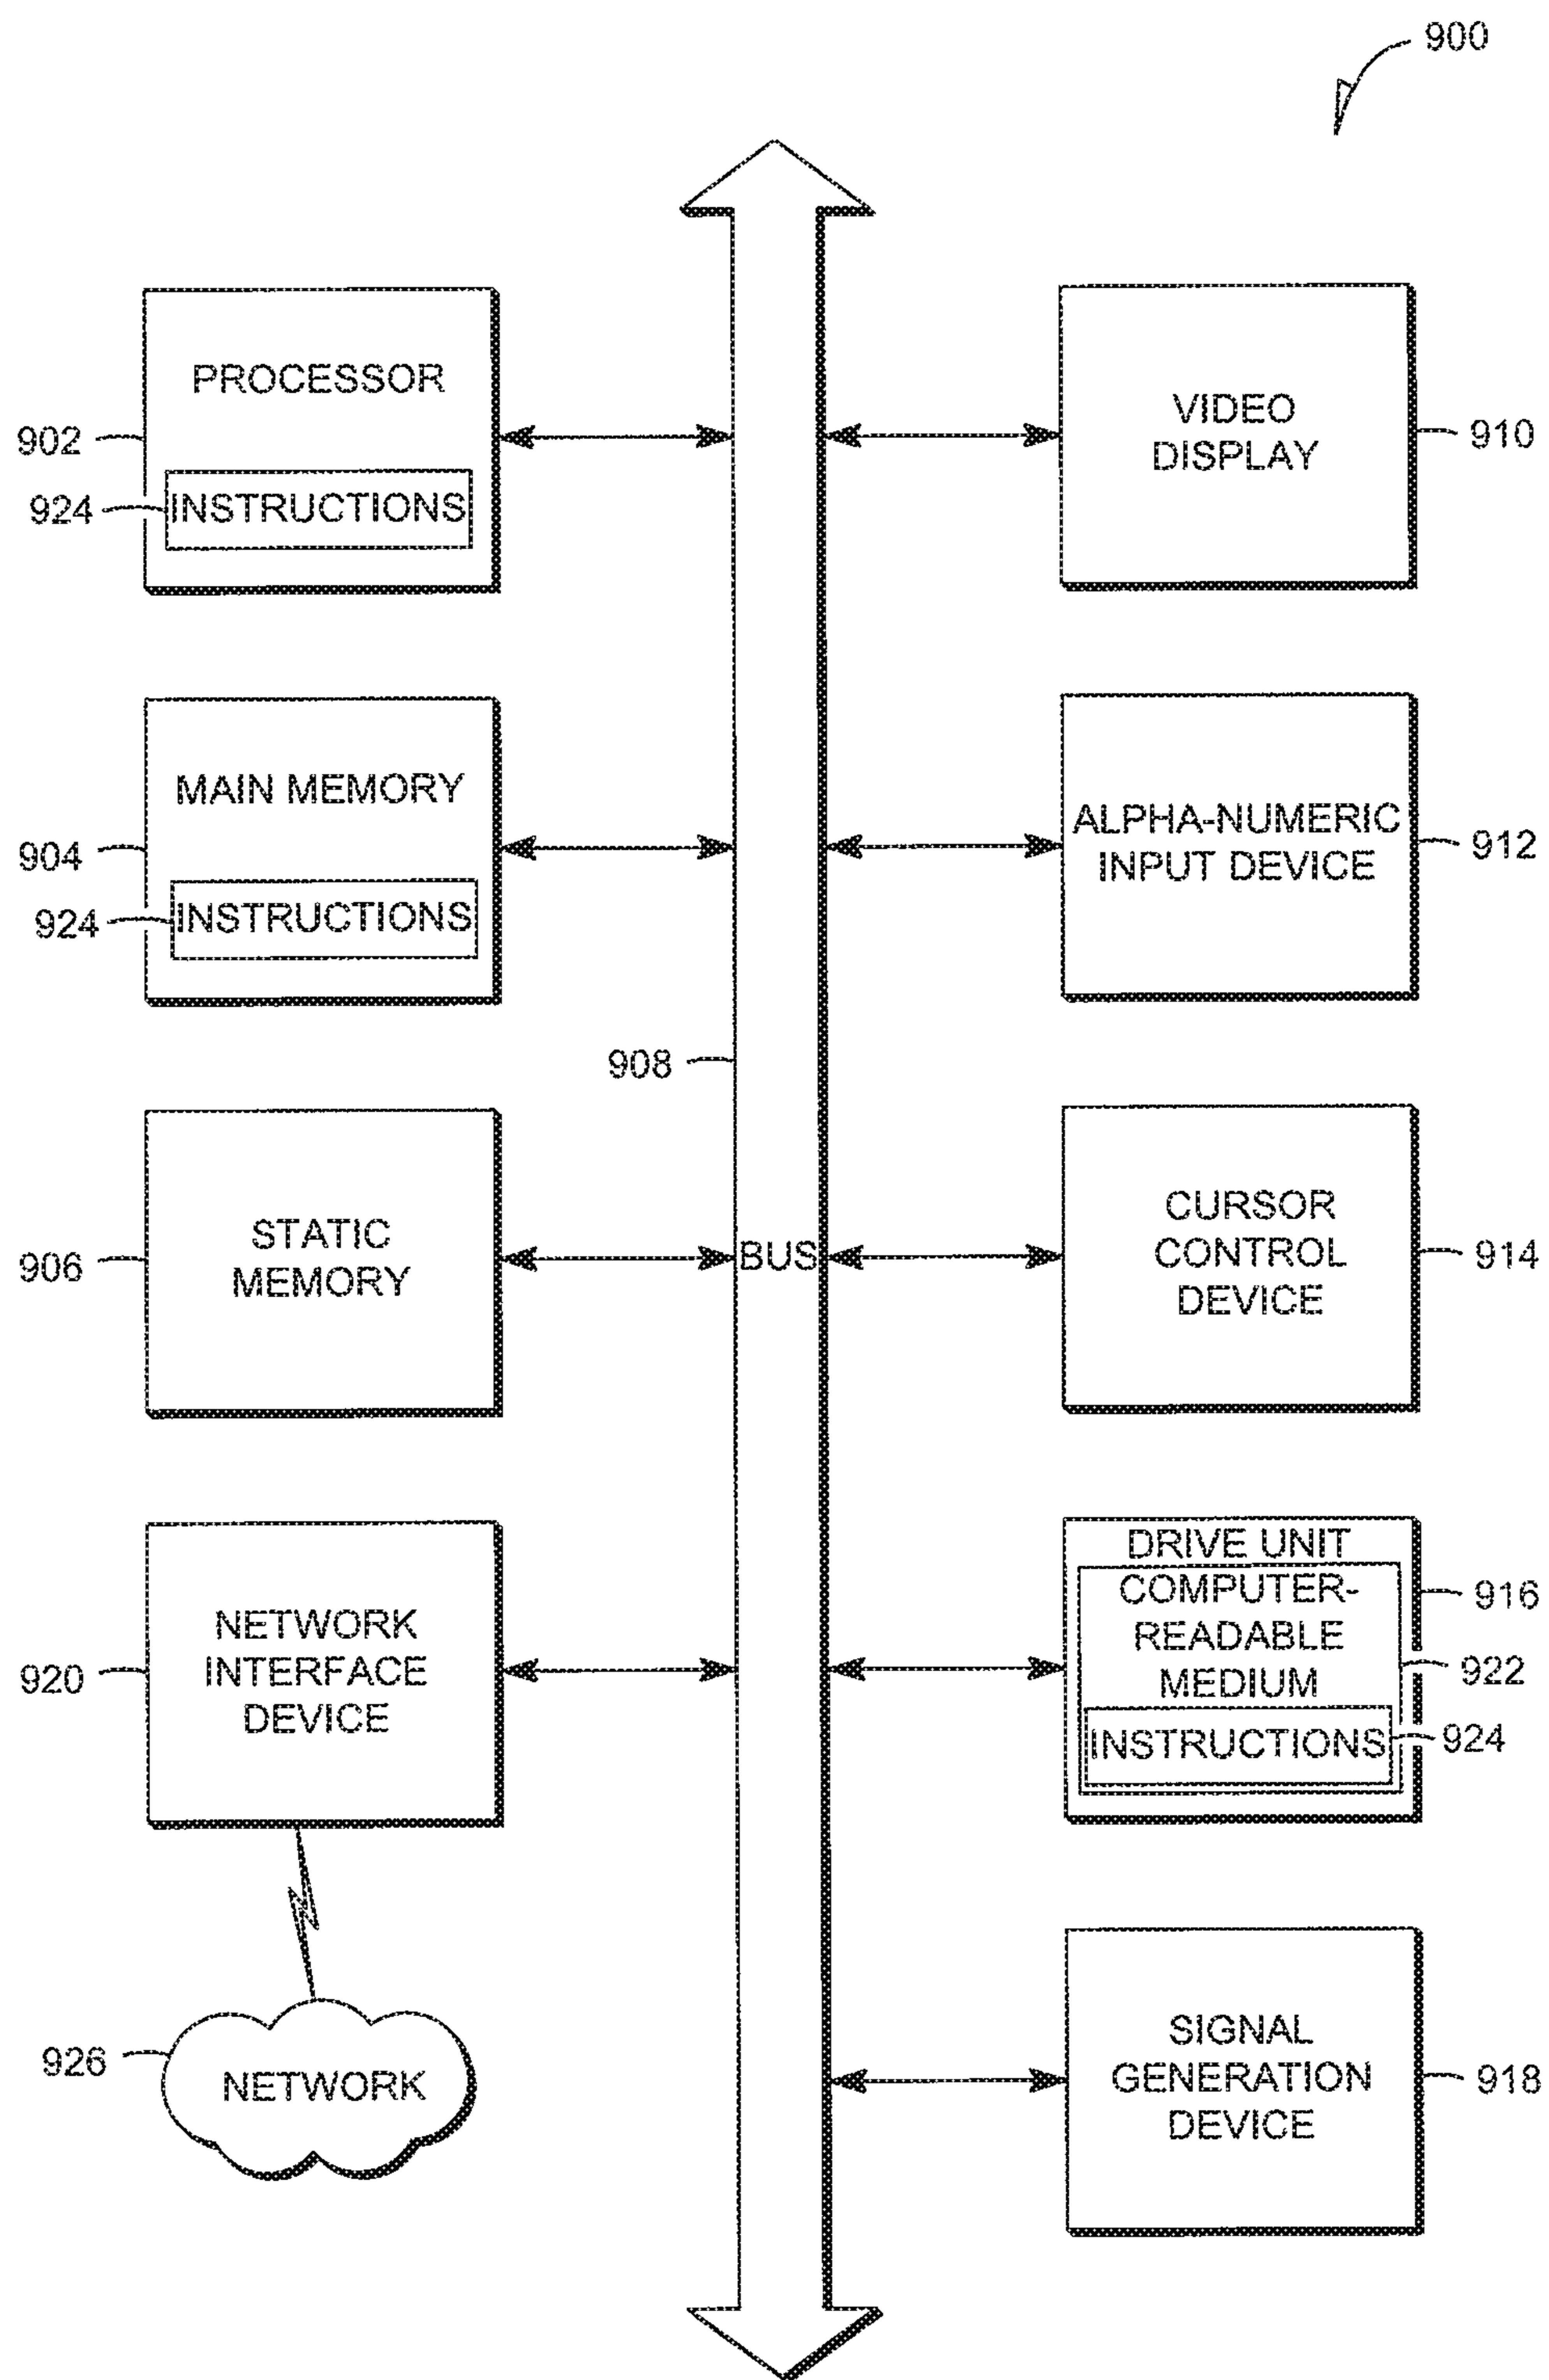 900
PROCESSOR
902
924
INSTRUCTIONS
VIDEO
DISPLAY
910
MAIN MEMORY
904
924
INSTRUCTIONS
ALPHA-NUMERIC
INPUT DEVICE
912
908
STATIC
MEMORY
906
BUS
CURSOR
CONTROL
DEVICE
914
NETWORK
INTERFACE
DEVICE
920
DRIVE UNIT
COMPUTER-
READABLE
MEDIUM
916
922
INSTRUCTIONS
924
926
NETWORK
SIGNAL
GENERATION
DEVICE
918